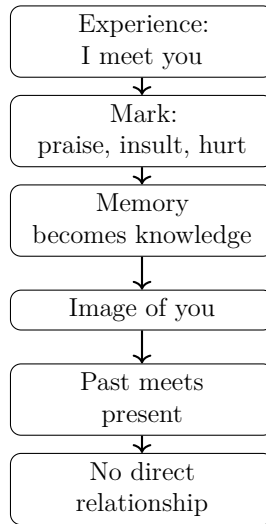 Experience:
I meet you
Mark:
praise, insult, hurt
Memory
becomes knowledge
Image of you
Past meets
present
No direct
relationship